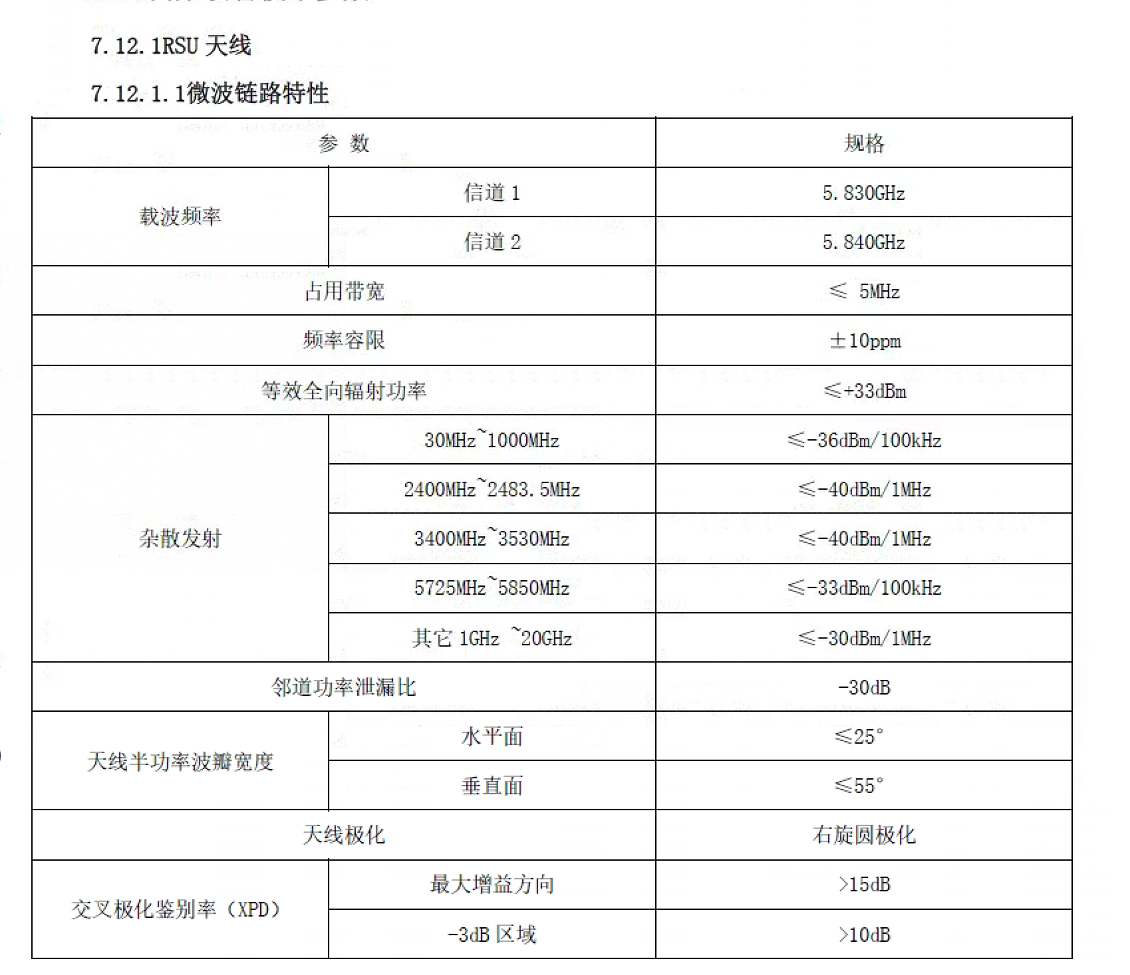 7.12.1RSU 天线
7.12.1.1微波链路特性
参 数 规格
载波频率 信道 1 5.830GHz
信道 2 5.840GHz
占用带宽 ≤ 5MHz
频率容限 ±10ppm
等效全向辐射功率 ≤+33dBm
杂散发射 30MHz~1000MHz ≤-36dBm/100kHz
2400MHz~2483.5MHz ≤-40dBm/1MHz
3400MHz~3530MHz ≤-40dBm/1MHz
5725MHz~5850MHz ≤-33dBm/100kHz
其它 1GHz ~20GHz ≤-30dBm/1MHz
邻道功率泄漏比 -30dB
天线半功率波瓣宽度 水平面 ≤25°
垂直面 ≤55°
天线极化 右旋圆极化
交叉极化鉴别率（XPD） 最大增益方向 >15dB
-3dB 区域 >10dB